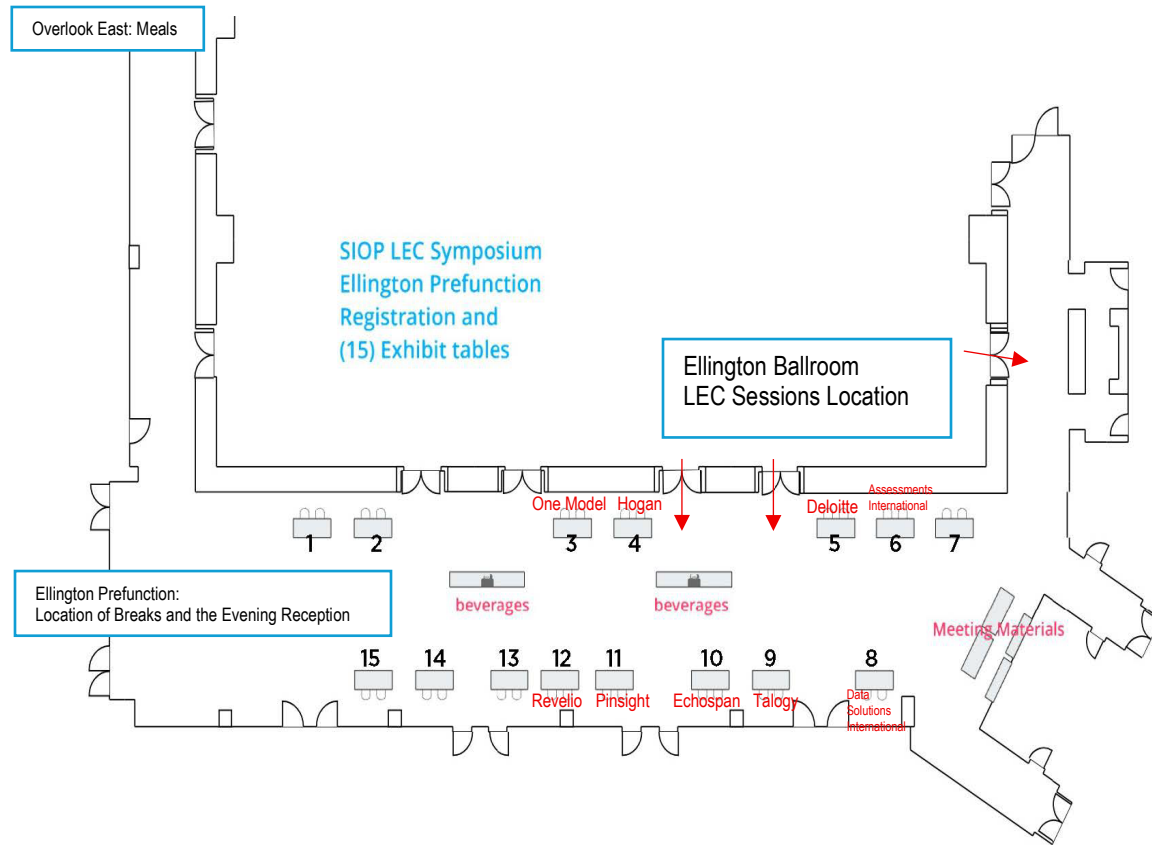 Overlook East: Meals
SIOP LEC Symposium
Ellington Prefunction
Registration and
(15) Exhibit tables
Ellington Ballroom
LEC Sessions Location
One Model
Hogan
Deloitte
Assessments
International
1
2
3
4
5
6
7
Ellington Prefunction:
Location of Breaks and the Evening Reception
beverages
beverages
Meeting Materials
15
14
13
12
11
10
9
8
Revelio
Pinsight
Echospan
Talogy
Data
Solutions
International